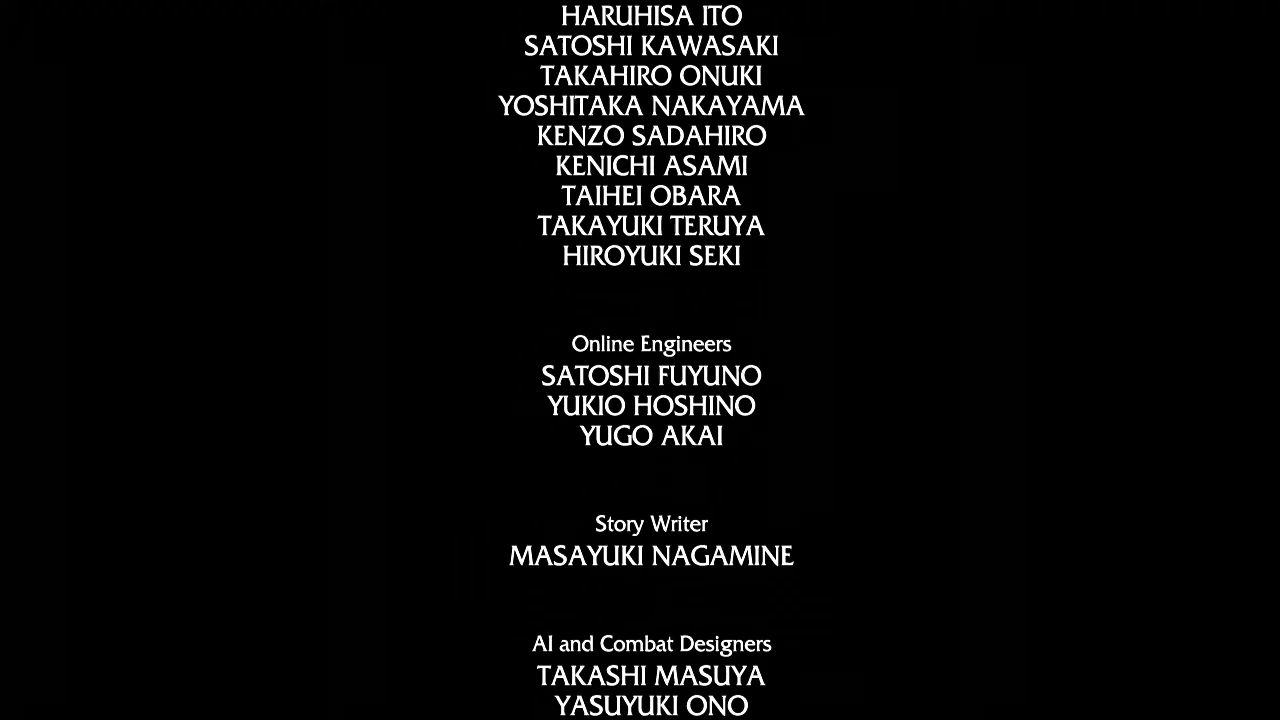 HARUHISA ITO
SATOSHI KAWASAKI
TAKAHIRO ONUKI
YOSHITAKA NAKAYAMA
KENZO SADAHIRO
KENICHI ASAMI
TAIHEI OBARA
TAKAYUKI TERUYA
HIROYUKI SEKI
Online Engineers
SATOSHI FUYUNO
YUKIO HOSHINO
YUGO AKAI
Story Writer
MASAYUKI NAGAMINE
AI and Combat Designers
TAKASHI MASUYA
YASUYUKI ONO